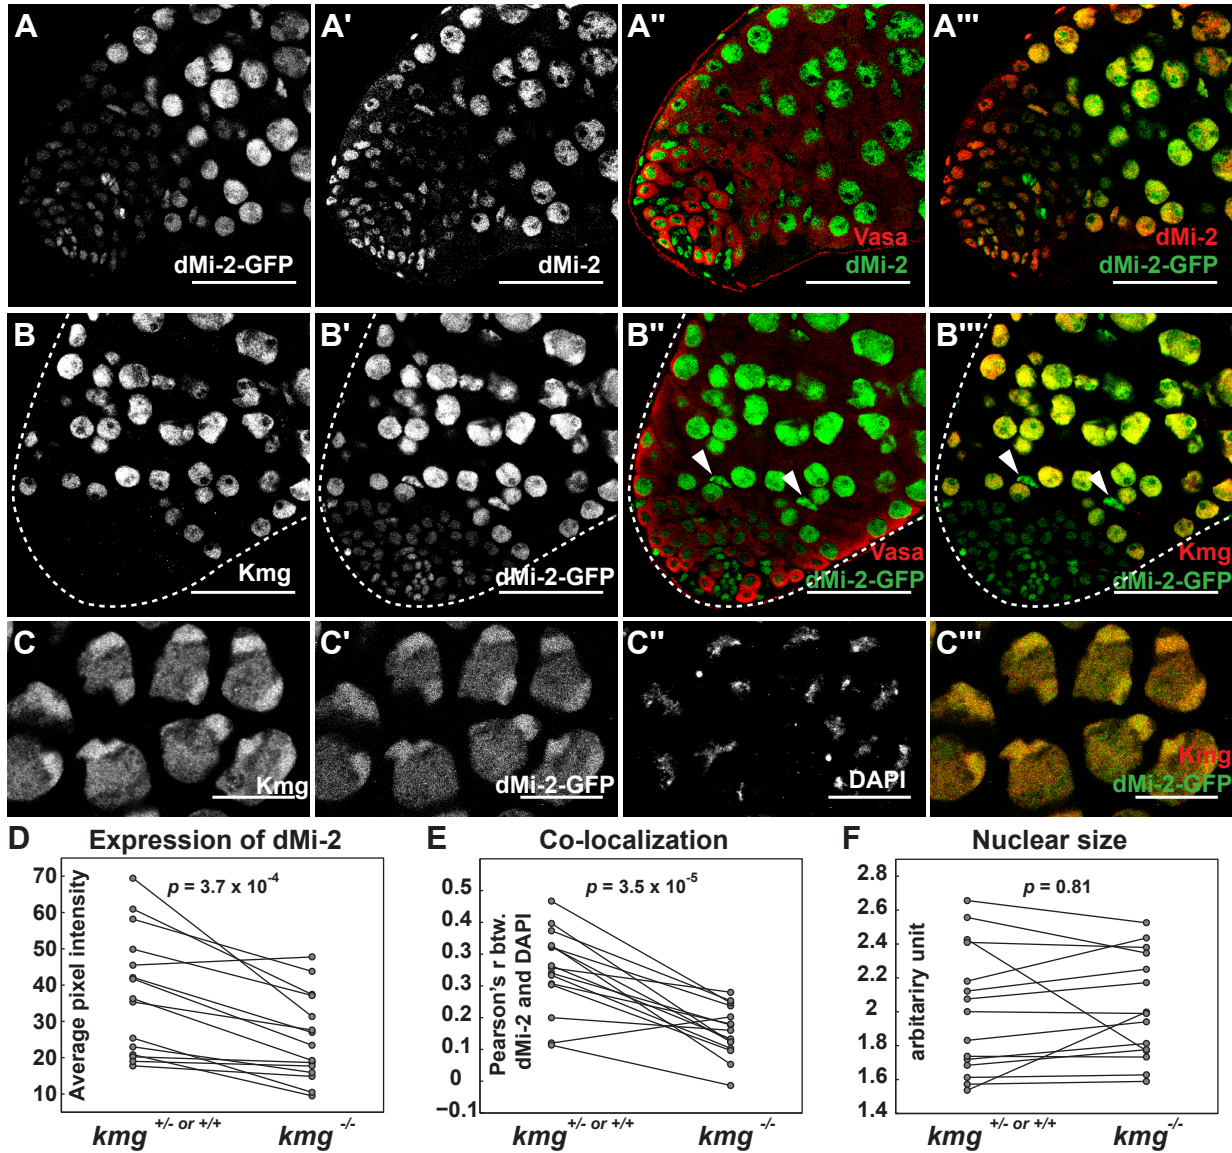 A
dMi-2-GFP
A'
dMi-2
A''
Vasa
dMi-2
A'''
dMi-2
dMi-2-GFP
B
Kmg
B'
dMi-2-GFP
B''
Vasa
dMi-2-GFP
B'''
Kmg
dMi-2-GFP
C
Kmg
C'
dMi-2-GFP
C''
DAPI
C'''
Kmg
dMi-2-GFP
D
Expression of dMi-2
p = 3.7 x 10⁻⁴
Average pixel intensity
70
60
50
40
30
20
10
kmg +/- or +/+
kmg -/-
E
Co-localization
p = 3.5 x 10⁻⁵
Pearson's r btw.
dMi-2 and DAPI
0.5
0.4
0.3
0.3
0.2
0.1
0
−0.1
kmg +/- or +/+
kmg -/-
F
Nuclear size
p = 0.81
arbitariry unit
2.8
2.6
2.4
2.2
2
1.8
1.6
1.4
kmg +/- or +/+
kmg -/-